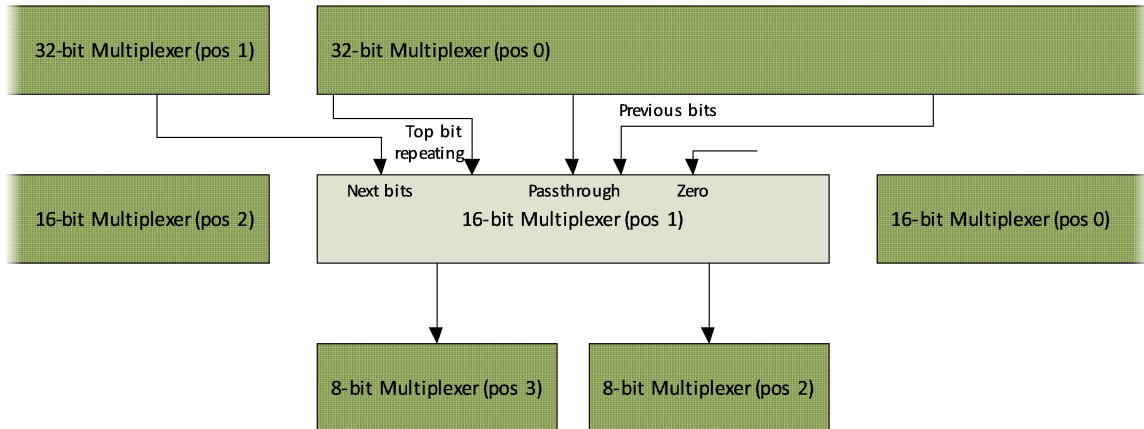 32-bit Multiplexer (pos 1)
32-bit Multiplexer (pos 0)
Previous bits
Top bit
repeating
Next bits
Passthrough
Zero
16-bit Multiplexer (pos 2)
16-bit Multiplexer (pos 1)
16-bit Multiplexer (pos 0)
8-bit Multiplexer (pos 3)
8-bit Multiplexer (pos 2)